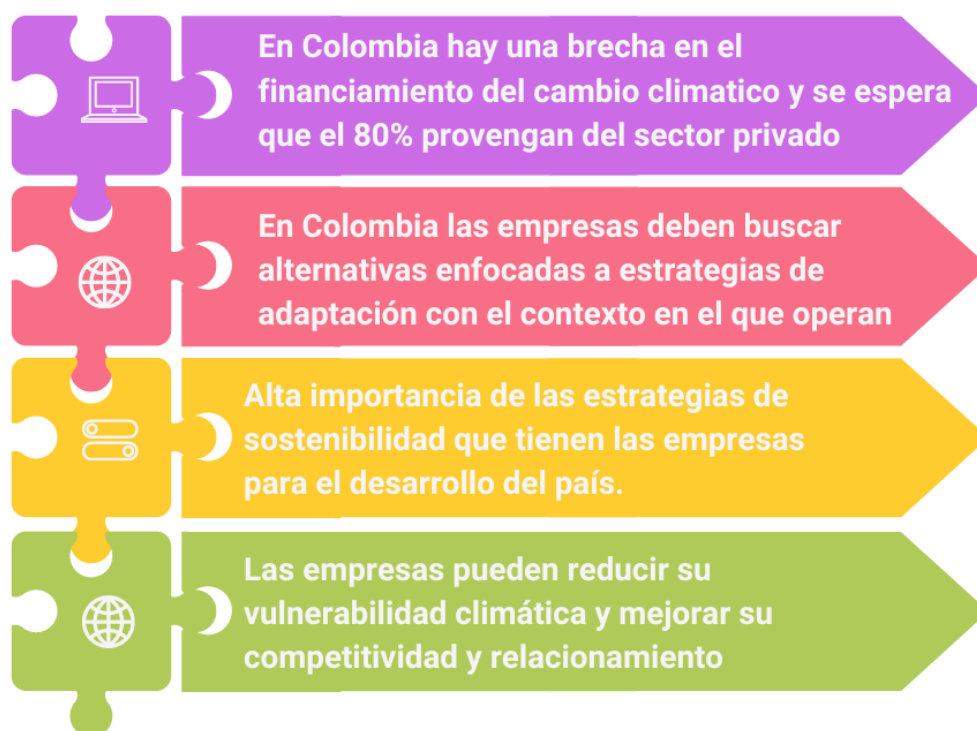 En Colombia hay una brecha en el
financiamiento del cambio climatico y se espera
que el 80% provengan del sector privado
En Colombia las empresas deben buscar
alternativas enfocadas a estrategias de
adaptación con el contexto en el que operan
Alta importancia de las estrategias de
sostenibilidad que tienen las empresas
para el desarrollo del país.
Las empresas pueden reducir su
vulnerabilidad climática y mejorar su
competitividad y relacionamiento